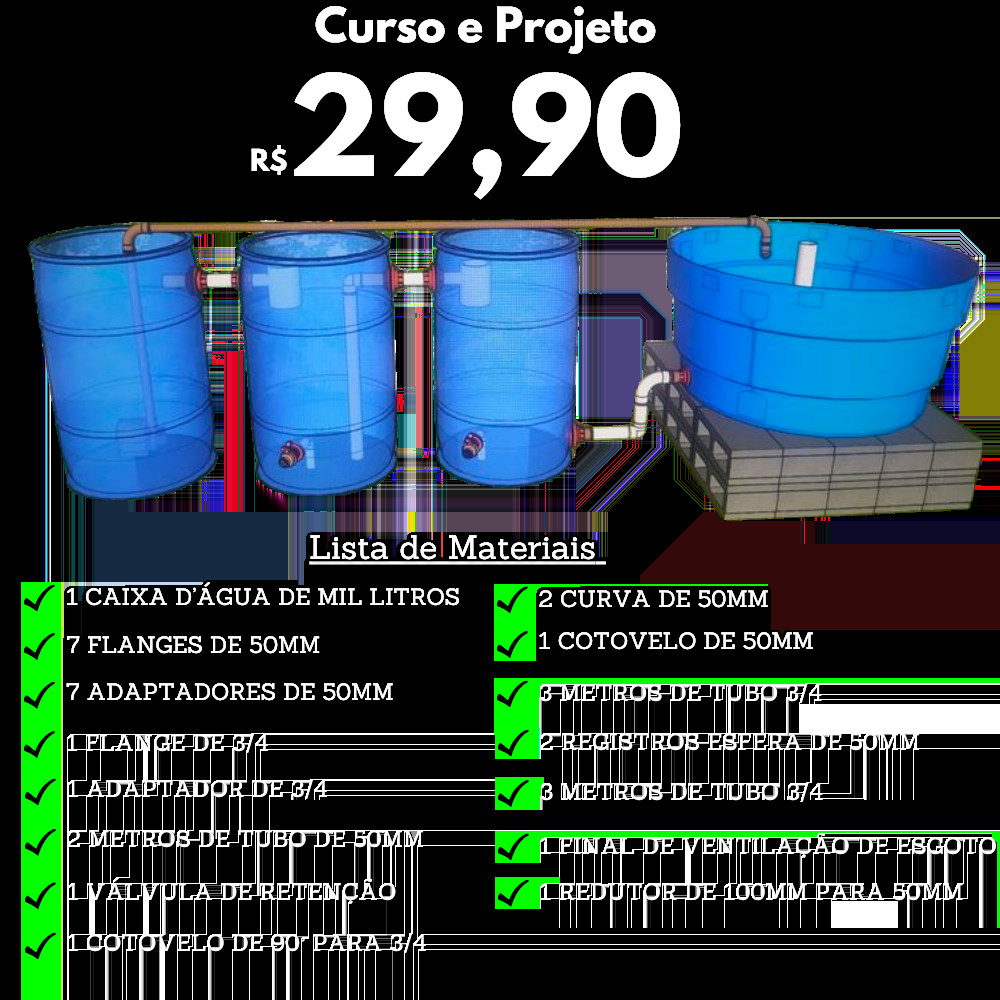 Curso e Projeto
R$ 29,90
Lista de Materiais
1 CAIXA D'ÁGUA DE MIL LITROS
7 FLANGES DE 50MM
7 ADAPTADORES DE 50MM
1 FLANGE DE 3/4
1 ADAPTADOR DE 3/4
2 METROS DE TUBO DE 50MM
1 VÁLVULA DE RETENÇÃO
1 COTOVELO DE 90° PARA 3/4
2 CURVA DE 50MM
1 COTOVELO DE 50MM
3 METROS DE TUBO 3/4
2 REGISTROS ESFERA DE 50MM
3 METROS DE TUBO 3/4
1 FINAL DE VENTILAÇÃO DE ESGOTO
1 REDUTOR DE 100MM PARA 50MM